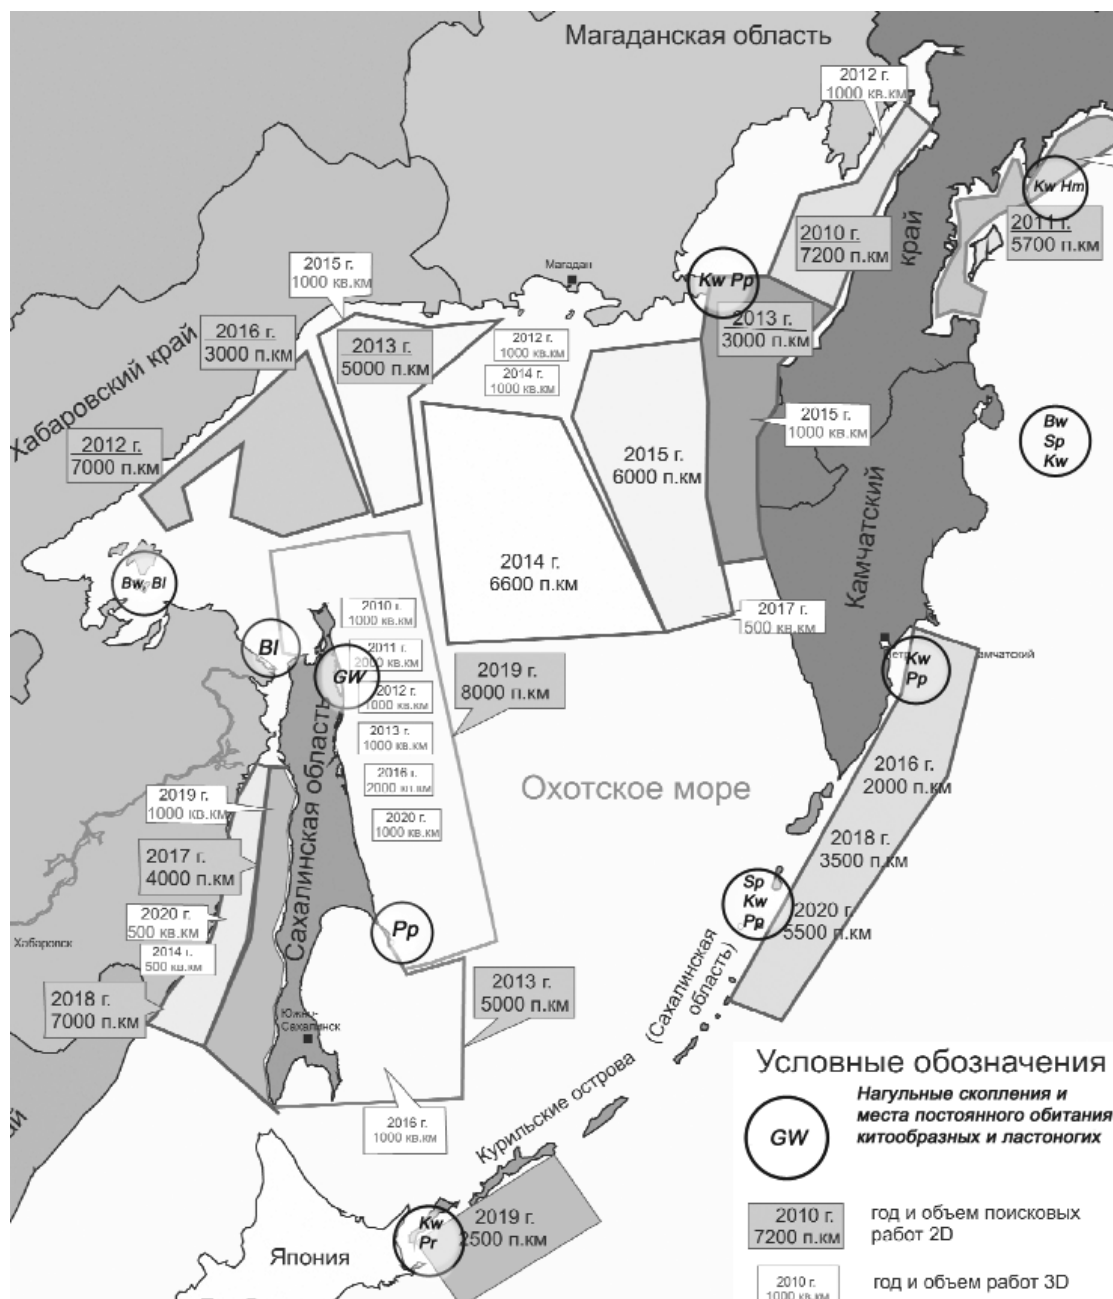 Магаданская область
2012 г.
1000 кв.км
Kw Hm
2011 г.
5700 п.км
2010 г.
7200 п.км
край
Kw Pp
Магадан
2015 г.
1000 кв.км
2016 г.
3000 п.км
2013 г.
5000 п.км
2012 г.
1000 кв.км
2014 г.
1000 кв.км
2013 г.
3000 п.км
Хабаровский край
2012 г.
7000 п.км
2015 г.
6000 п.км
2015 г.
1000 кв.км
Bw
Sp
Kw
Камчатский
2014 г.
6600 п.км
Bw, Bl
Bl
GW
2010 г.
1000 кв.км
2011 г.
2000 кв.км
2012 г.
1000 кв.км
2013 г.
1000 кв.км
2016 г.
2000 кв.км
2020 г.
1000 кв.км
2019 г.
8000 п.км
2017 г.
500 кв.км
Kw
Pp
амчатский
Охотское море
2016 г.
2000 п.км
2018 г.
3500 п.км
2020 г.
5500 п.км
Sp
Kw
Pp
Сахалинская область
2019 г.
1000 кв.км
2017 г.
4000 п.км
2020 г.
500 кв.км
2014 г.
500 кв.км
Хабаровск
2018 г.
7000 п.км
Pp
2013 г.
5000 п.км
Южно-
Сахалинск
2016 г.
1000 кв.км
(Сахалинская
область)
Курильские острова
Kw
Pr
2019 г.
2500 п.км
Япония
Условные обозначения
GW
Нагульные скопления и
места постоянного обитания
китообразных и ластоногих
2010 г.
7200 п.км
год и объем поисковых
работ 2D
2010 г.
1000 кв.км
год и объем работ 3D